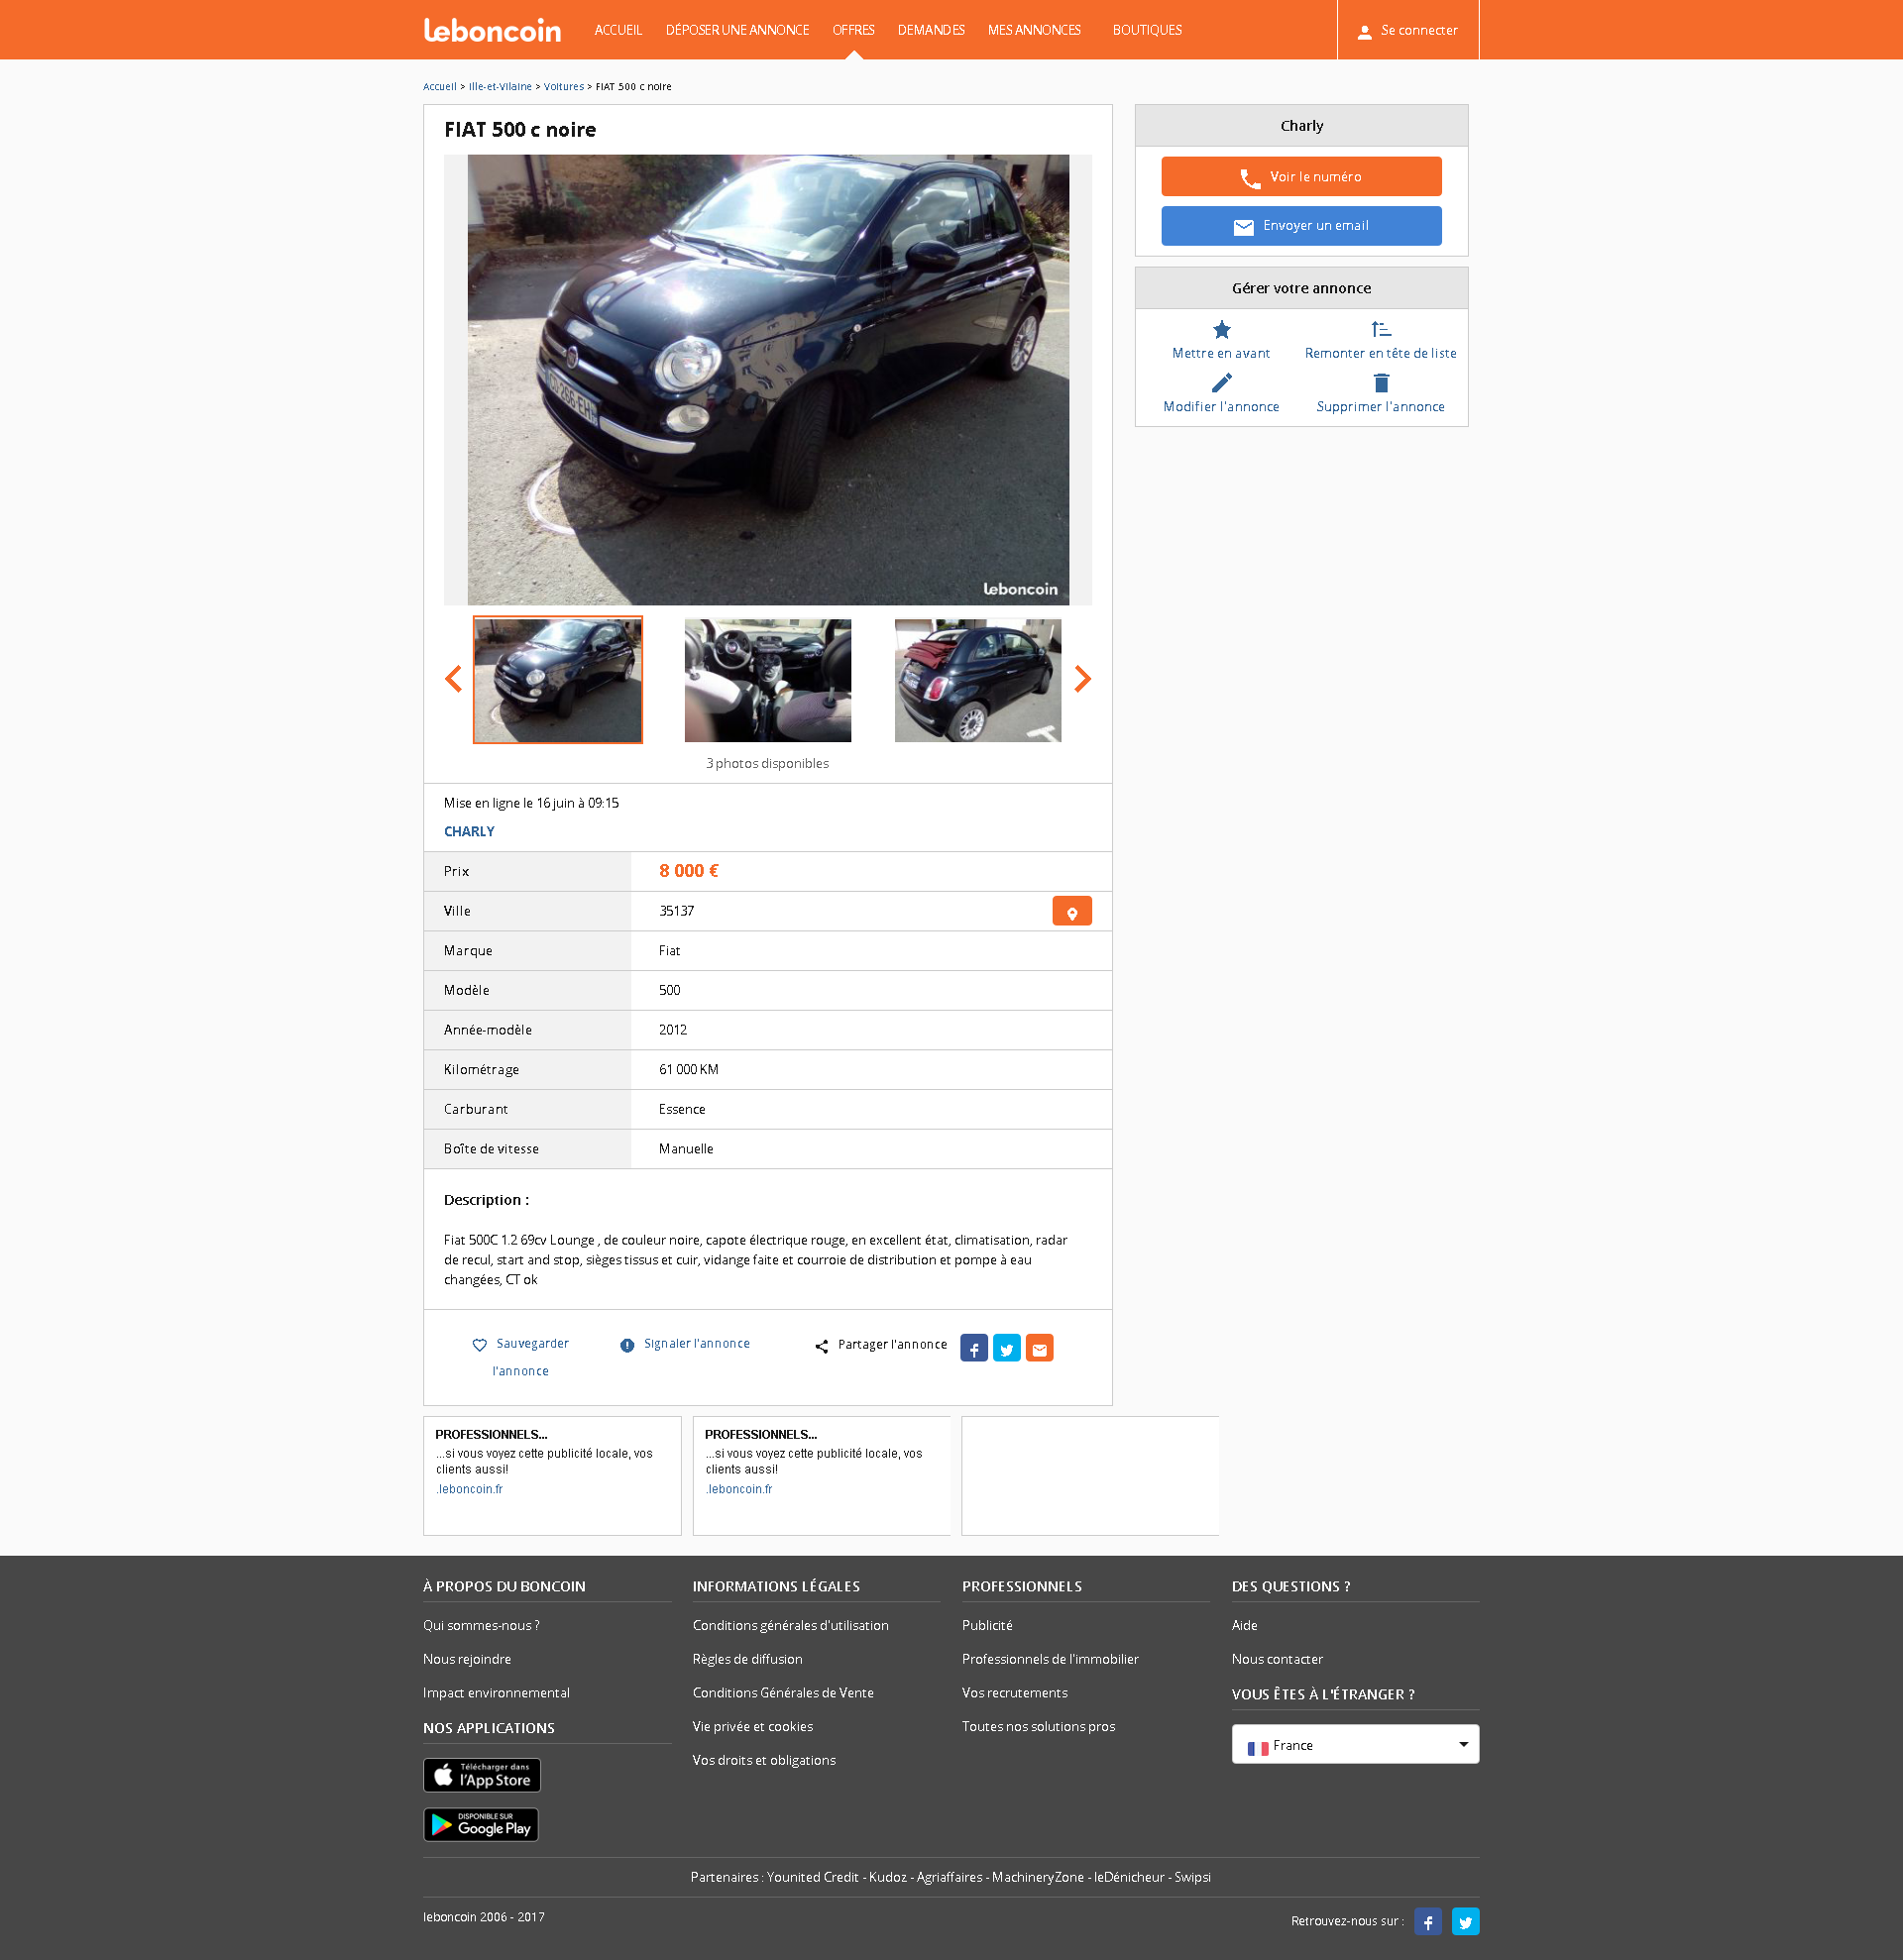 leboncoin ACCUEIL DÉPOSER UNE ANNONCE OFFRES DEMANDES MES ANNONCES BOUTIQUES Se connecter
Accueil > Ille-et-Vilaine > Voitures > FIAT 500 c noire
FIAT 500 c noire
leboncoin
3 photos disponibles
Mise en ligne le 16 juin à 09:15
CHARLY
Prix 8 000 €
Ville 35137
Marque Fiat
Modèle 500
Année-modèle 2012
Kilométrage 61 000 KM
Carburant Essence
Boîte de vitesse Manuelle
Description :
Fiat 500C 1.2 69cv Lounge , de couleur noire, capote électrique rouge, en excellent état, climatisation, radar
de recul, start and stop, sièges tissus et cuir, vidange faite et courroie de distribution et pompe à eau
changées, CT ok
Sauvegarder
l'annonce
Signaler l'annonce
Partager l'annonce
Charly
Voir le numéro
Envoyer un email
Gérer votre annonce
Mettre en avant
Remonter en tête de liste
Modifier l'annonce
Supprimer l'annonce
PROFESSIONNELS...
...si vous voyez cette publicité locale, vos
clients aussi!
.leboncoin.fr
PROFESSIONNELS...
...si vous voyez cette publicité locale, vos
clients aussi!
.leboncoin.fr
À PROPOS DU BONCOIN
Qui sommes-nous ?
Nous rejoindre
Impact environnemental
NOS APPLICATIONS
Télécharger dans
l'App Store
DISPONIBLE SUR
Google Play
INFORMATIONS LÉGALES
Conditions générales d'utilisation
Règles de diffusion
Conditions Générales de Vente
Vie privée et cookies
Vos droits et obligations
PROFESSIONNELS
Publicité
Professionnels de l'immobilier
Vos recrutements
Toutes nos solutions pros
DES QUESTIONS ?
Aide
Nous contacter
VOUS ÊTES À L'ÉTRANGER ?
France
Partenaires : Younited Credit - Kudoz - Agriaffaires - MachineryZone - leDénicheur - Swipsi
leboncoin 2006 - 2017
Retrouvez-nous sur :